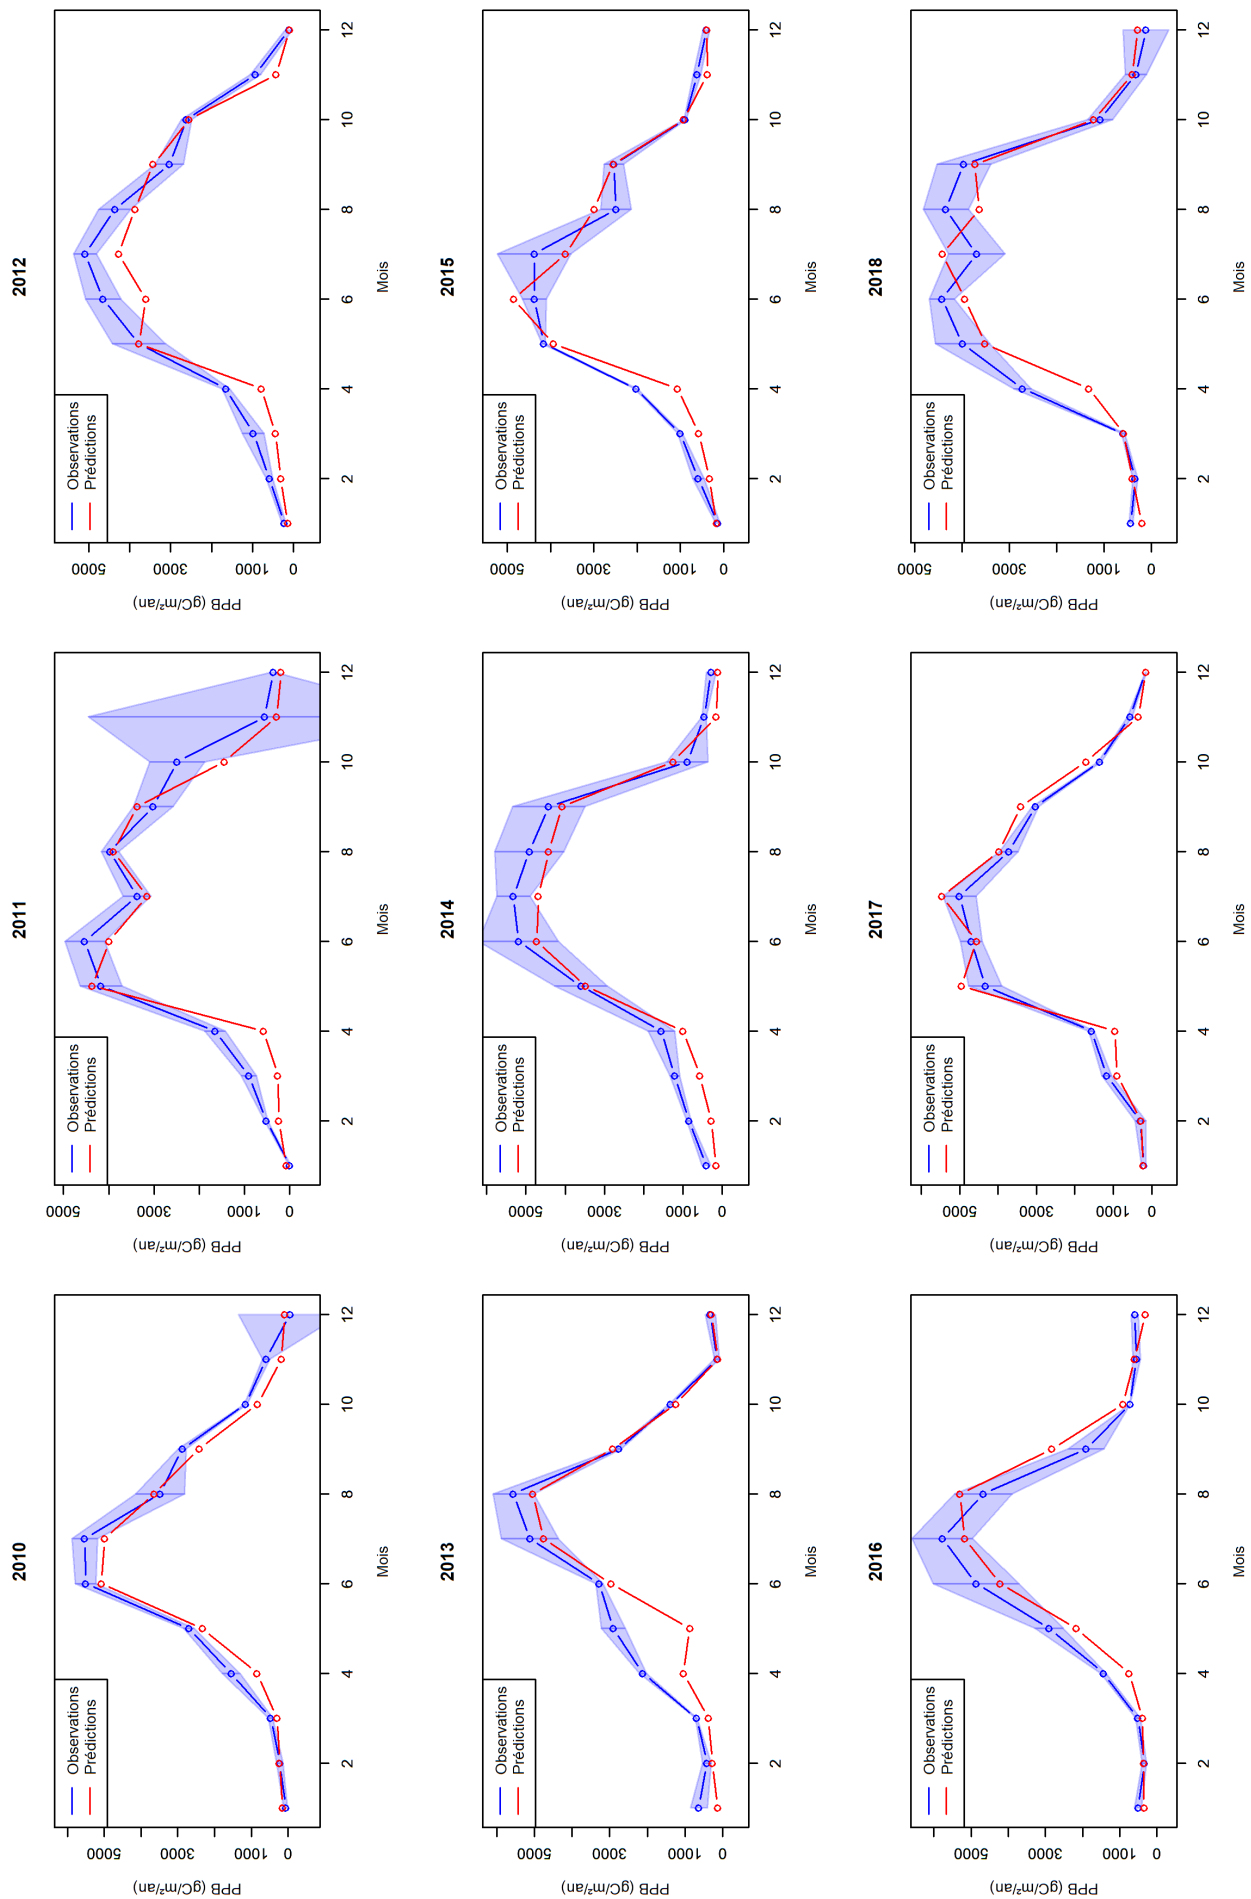 2010
PPB (gC/m²/an)
5000
3000
1000
0
Observations
Prédictions
2 4 6 8 10 12
Mois
2011
PPB (gC/m²/an)
5000
3000
1000
0
Observations
Prédictions
2 4 6 8 10 12
Mois
2012
PPB (gC/m²/an)
5000
3000
1000
0
Observations
Prédictions
2 4 6 8 10 12
Mois
2013
PPB (gC/m²/an)
5000
3000
1000
0
Observations
Prédictions
2 4 6 8 10 12
Mois
2014
PPB (gC/m²/an)
5000
3000
1000
0
Observations
Prédictions
2 4 6 8 10 12
Mois
2015
PPB (gC/m²/an)
5000
3000
1000
0
Observations
Prédictions
2 4 6 8 10 12
Mois
2016
PPB (gC/m²/an)
5000
3000
1000
0
Observations
Prédictions
2 4 6 8 10 12
Mois
2017
PPB (gC/m²/an)
5000
3000
1000
0
Observations
Prédictions
2 4 6 8 10 12
Mois
2018
PPB (gC/m²/an)
5000
3000
1000
0
Observations
Prédictions
2 4 6 8 10 12
Mois